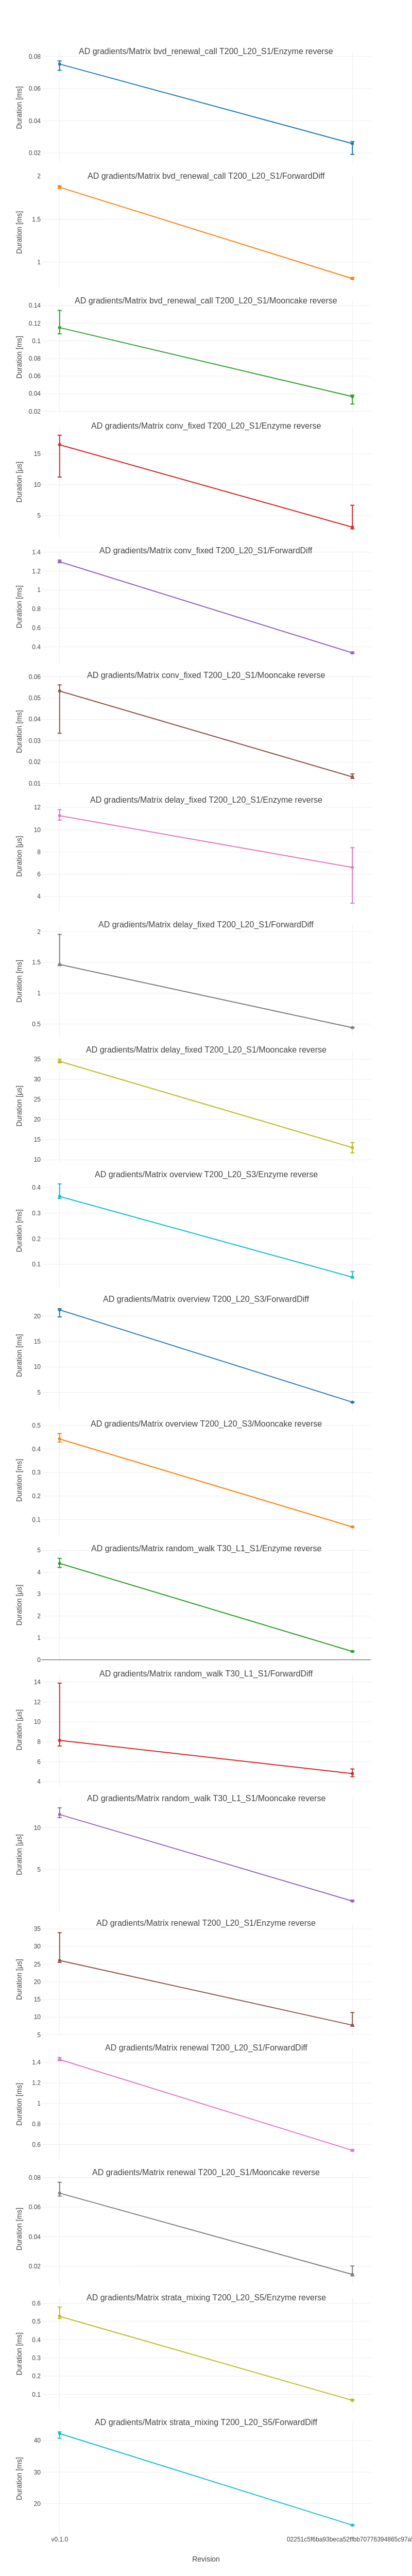 AD gradients/Matrix bvd_renewal_call T200_L20_S1/Enzyme reverse
0.08
0.06
0.04
0.02
Duration [ms]
AD gradients/Matrix bvd_renewal_call T200_L20_S1/ForwardDiff
2
1.5
1
Duration [ms]
AD gradients/Matrix bvd_renewal_call T200_L20_S1/Mooncake reverse
0.14
0.12
0.1
0.08
0.06
0.04
0.02
Duration [ms]
AD gradients/Matrix conv_fixed T200_L20_S1/Enzyme reverse
15
10
5
Duration [µs]
AD gradients/Matrix conv_fixed T200_L20_S1/ForwardDiff
1.4
1.2
1
0.8
0.6
0.4
Duration [ms]
AD gradients/Matrix conv_fixed T200_L20_S1/Mooncake reverse
0.06
0.05
0.04
0.03
0.02
0.01
Duration [ms]
AD gradients/Matrix delay_fixed T200_L20_S1/Enzyme reverse
12
10
8
6
4
Duration [µs]
AD gradients/Matrix delay_fixed T200_L20_S1/ForwardDiff
2
1.5
1
0.5
Duration [ms]
AD gradients/Matrix delay_fixed T200_L20_S1/Mooncake reverse
35
30
25
20
15
10
Duration [µs]
AD gradients/Matrix overview T200_L20_S3/Enzyme reverse
0.4
0.3
0.2
0.1
Duration [ms]
AD gradients/Matrix overview T200_L20_S3/ForwardDiff
20
15
10
5
Duration [ms]
AD gradients/Matrix overview T200_L20_S3/Mooncake reverse
0.5
0.4
0.3
0.2
0.1
Duration [ms]
AD gradients/Matrix random_walk T30_L1_S1/Enzyme reverse
5
4
3
2
1
0
Duration [µs]
AD gradients/Matrix random_walk T30_L1_S1/ForwardDiff
14
12
10
8
6
4
Duration [µs]
AD gradients/Matrix random_walk T30_L1_S1/Mooncake reverse
10
5
Duration [µs]
AD gradients/Matrix renewal T200_L20_S1/Enzyme reverse
35
30
25
20
15
10
5
Duration [µs]
AD gradients/Matrix renewal T200_L20_S1/ForwardDiff
1.4
1.2
1
0.8
0.6
Duration [ms]
AD gradients/Matrix renewal T200_L20_S1/Mooncake reverse
0.08
0.06
0.04
0.02
Duration [ms]
AD gradients/Matrix strata_mixing T200_L20_S5/Enzyme reverse
0.6
0.5
0.4
0.3
0.2
0.1
Duration [ms]
AD gradients/Matrix strata_mixing T200_L20_S5/ForwardDiff
40
30
20
Duration [ms]
v0.1.0
Revision